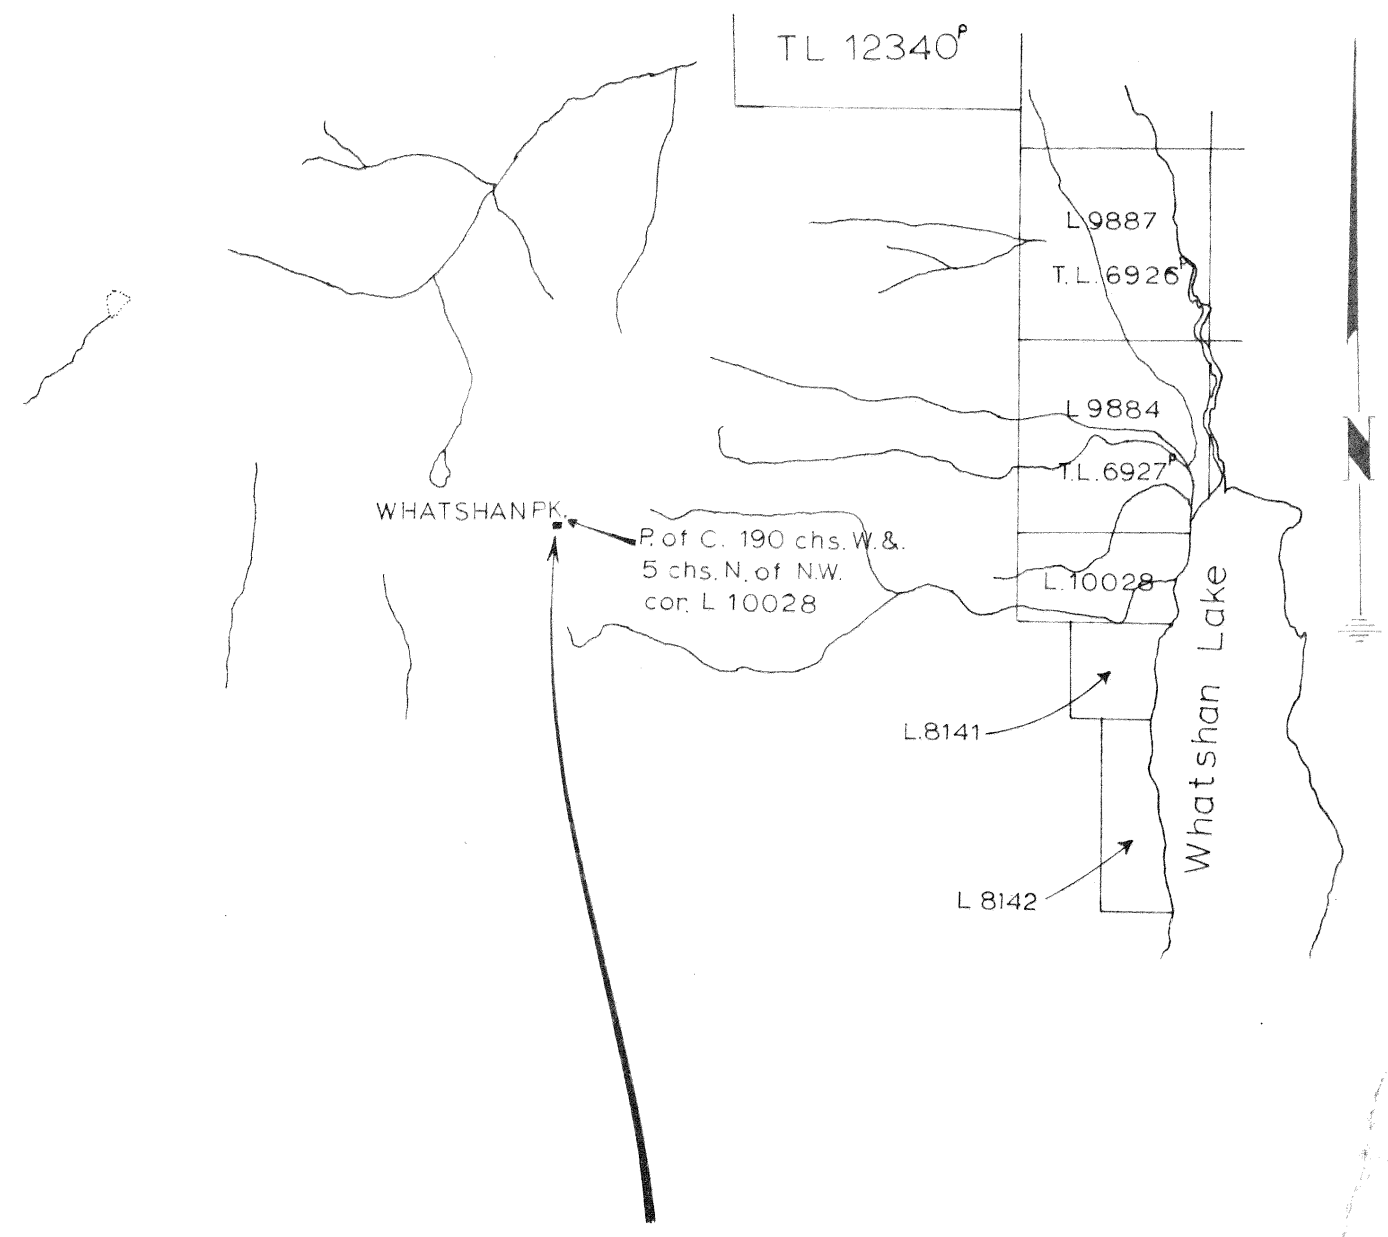 TL 12340P
L 9887
T.L. 6926P
L 9884
T.L. 6927P
N
WHATSHAN PK.
P. of C. 190 chs. W. &.
5 chs. N. of N.W.
cor. L 10028
L. 10028
Whatshan Lake
L. 8141
L 8142